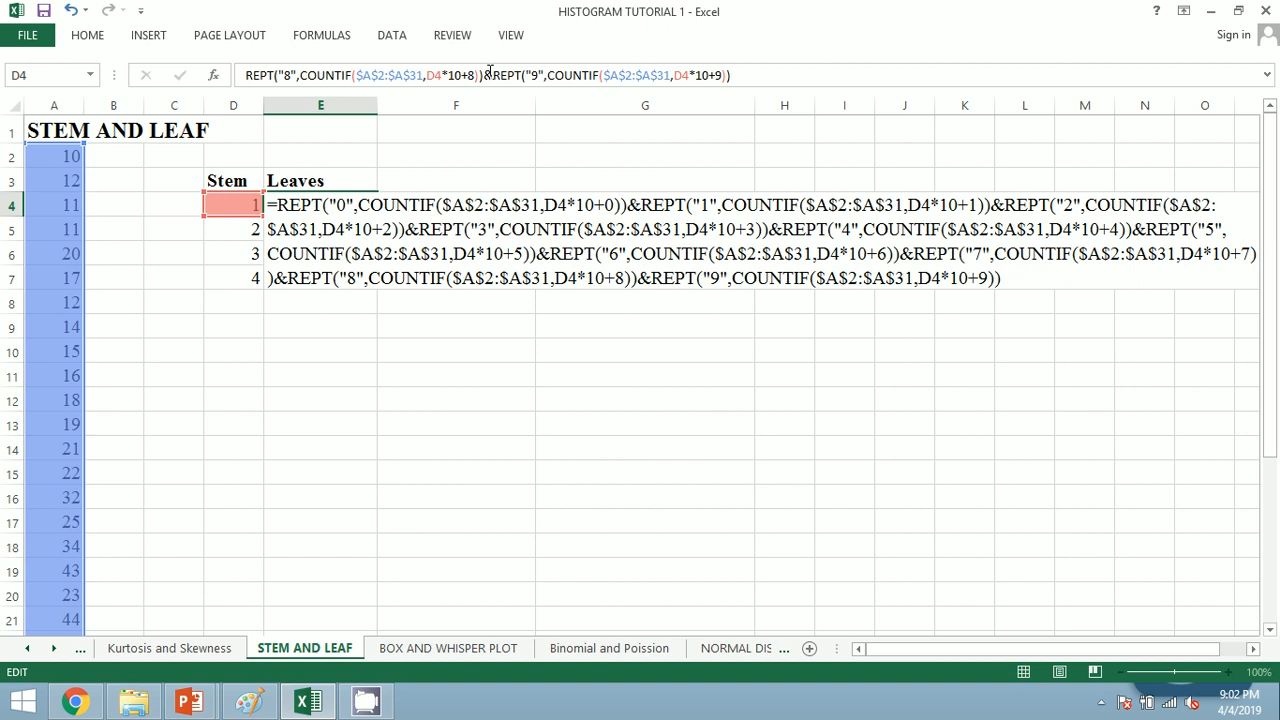 HISTOGRAM TUTORIAL 1 - Excel
?
FILE HOME INSERT PAGE LAYOUT FORMULAS DATA REVIEW VIEW Sign in
D4 fx REPT("8",COUNTIF($A$2:$A$31,D4*10+8))&REPT("9",COUNTIF($A$2:$A$31,D4*10+9))
A B C D E F G H I J K L M N O
1 STEM AND LEAF
2 10
3 12 Stem Leaves
4 11 1 =REPT("0",COUNTIF($A$2:$A$31,D4*10+0))&REPT("1",COUNTIF($A$2:$A$31,D4*10+1))&REPT("2",COUNTIF($A$2:
5 11 2 $A$31,D4*10+2))&REPT("3",COUNTIF($A$2:$A$31,D4*10+3))&REPT("4",COUNTIF($A$2:$A$31,D4*10+4))&REPT("5",
6 20 3 COUNTIF($A$2:$A$31,D4*10+5))&REPT("6",COUNTIF($A$2:$A$31,D4*10+6))&REPT("7",COUNTIF($A$2:$A$31,D4*10+7)
7 17 4 )&REPT("8",COUNTIF($A$2:$A$31,D4*10+8))&REPT("9",COUNTIF($A$2:$A$31,D4*10+9))
8 12
9 14
10 15
11 16
12 18
13 19
14 21
15 22
16 32
17 25
18 34
19 43
20 23
21 44
... Kurtosis and Skewness STEM AND LEAF BOX AND WHISPER PLOT Binomial and Poission NORMAL DIS ...
EDIT 100%
9:02 PM
4/4/2019